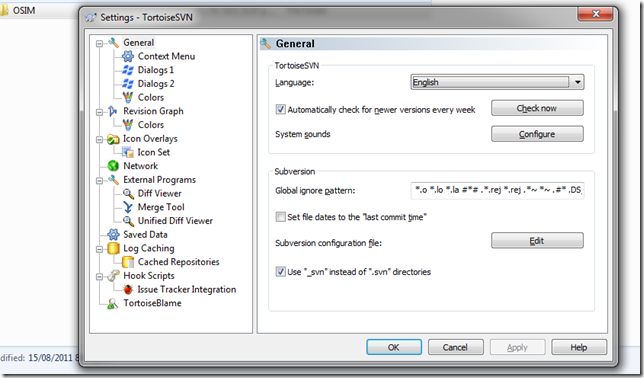 OSIM
Settings - TortoiseSVN
General
Context Menu
Dialogs 1
Dialogs 2
Colors
Revision Graph
Colors
Icon Overlays
Icon Set
Network
External Programs
Diff Viewer
Merge Tool
Unified Diff Viewer
Saved Data
Log Caching
Cached Repositories
Hook Scripts
Issue Tracker Integration
TortoiseBlame
General
TortoiseSVN
Language: English
Automatically check for newer versions every week Check now
System sounds Configure
Subversion
Global ignore pattern: *.o *.lo *.la #*# .*.rej *.rej .*~ *~ .#* .DS_
Set file dates to the "last commit time"
Subversion configuration file: Edit
Use "_svn" instead of ".svn" directories
OK Cancel Apply Help
dified: 15/08/2011 8